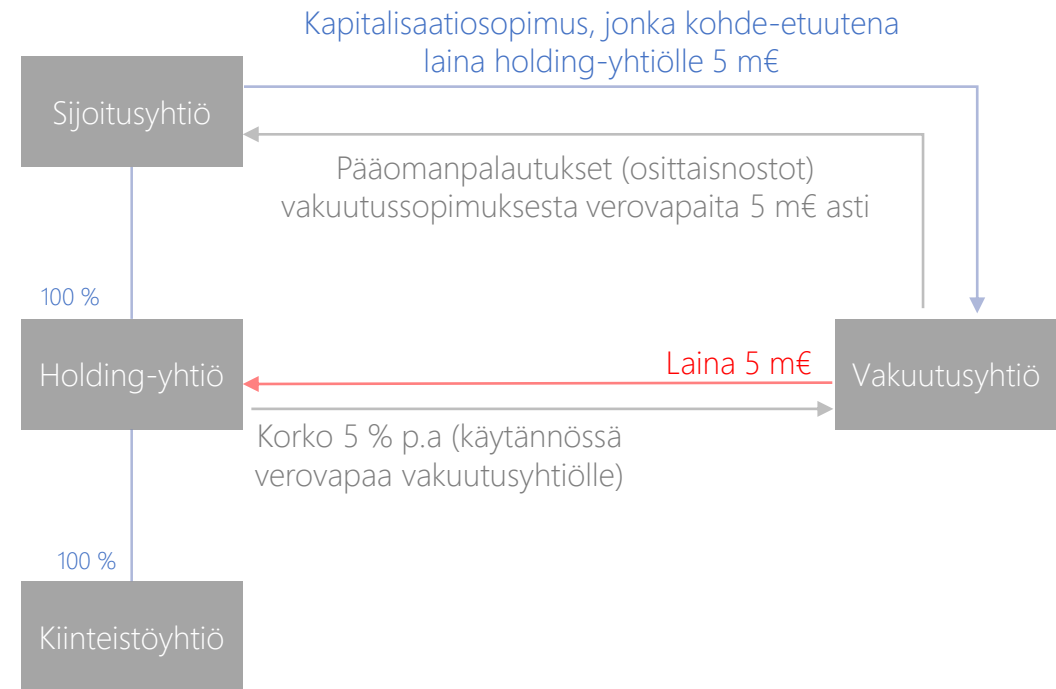 Kapitalisaatiosopimus, jonka kohde-etuutena
laina holding-yhtiölle 5 m€
Sijoitusyhtiö
Pääomanpalautukset (osittaisnostot)
vakuutussopimuksesta verovapaita 5 m€ asti
100 %
Holding-yhtiö
Laina 5 m€
Vakuutusyhtiö
Korko 5 % p.a (käytännössä
verovapaa vakuutusyhtiölle)
100 %
Kiinteistöyhtiö